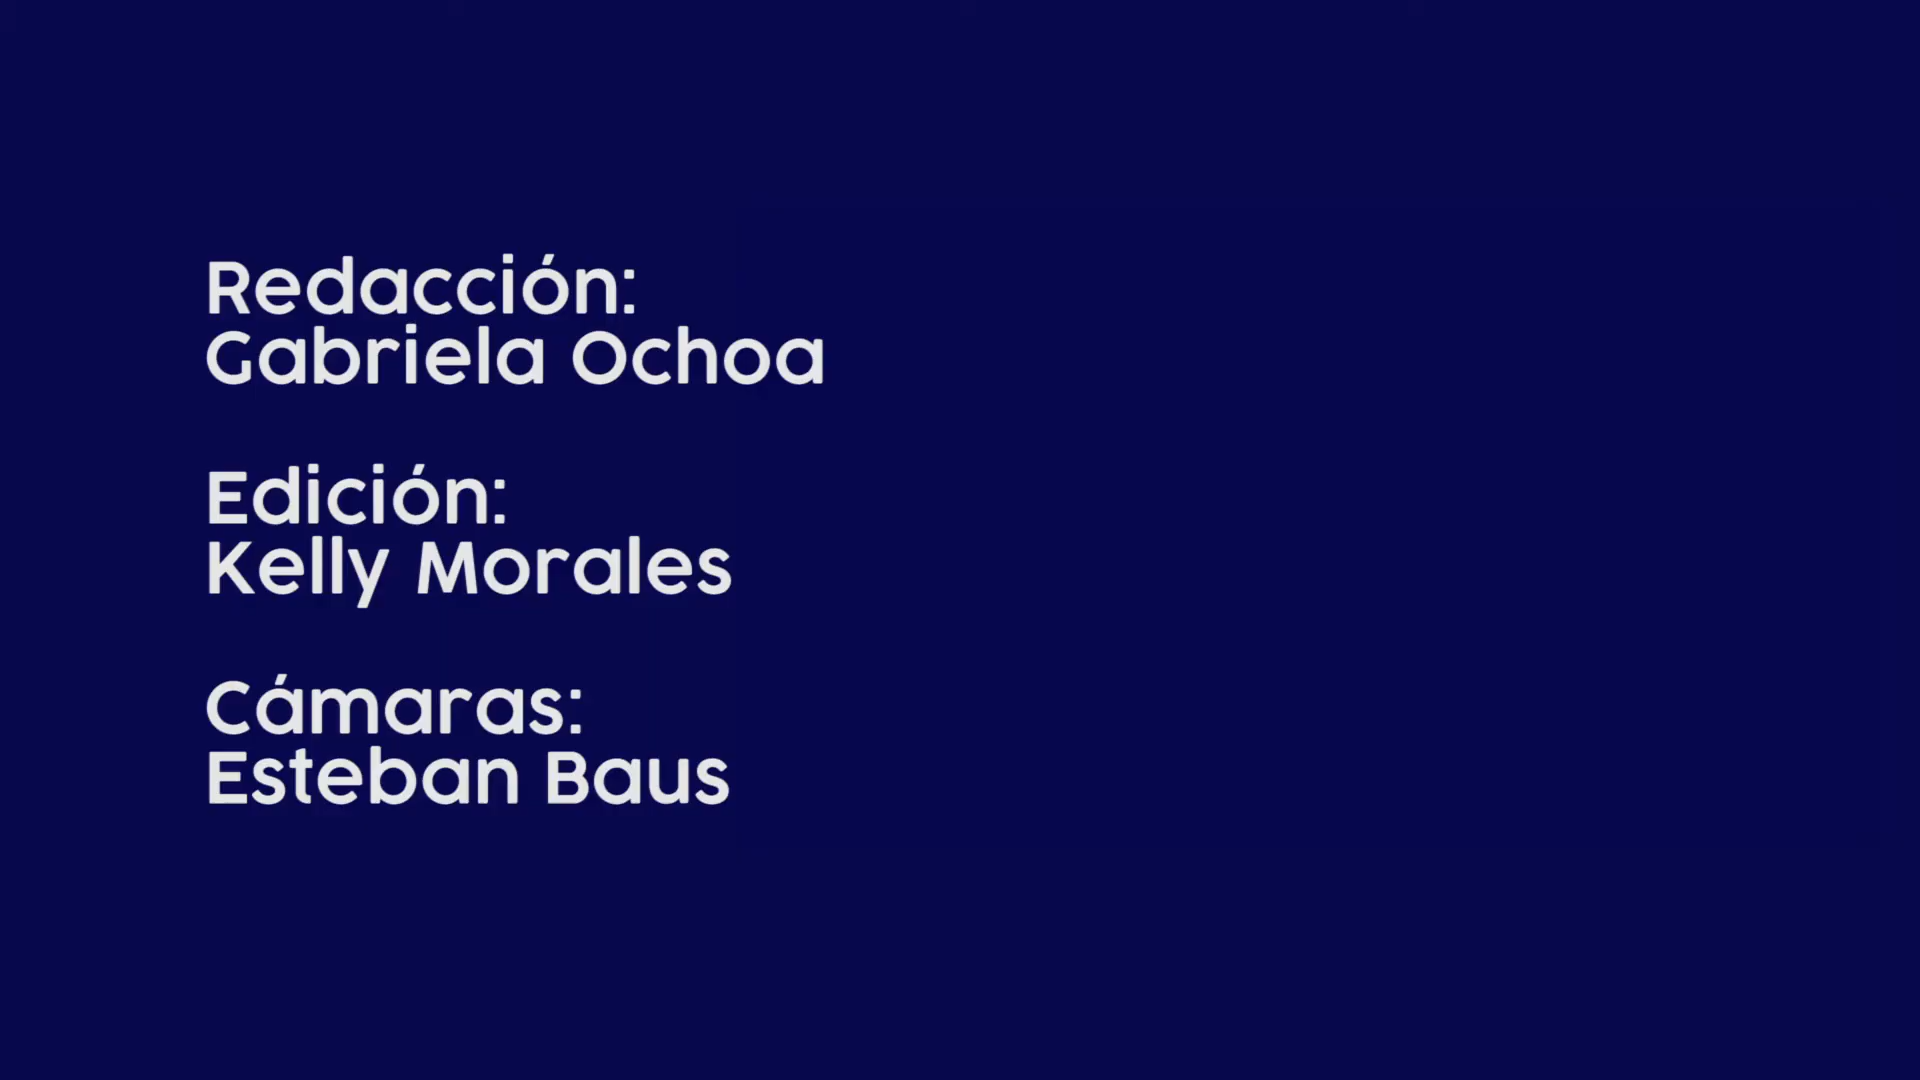 Redacción:
Gabriela Ochoa
Edición:
Kelly Morales
Cámaras:
Esteban Baus